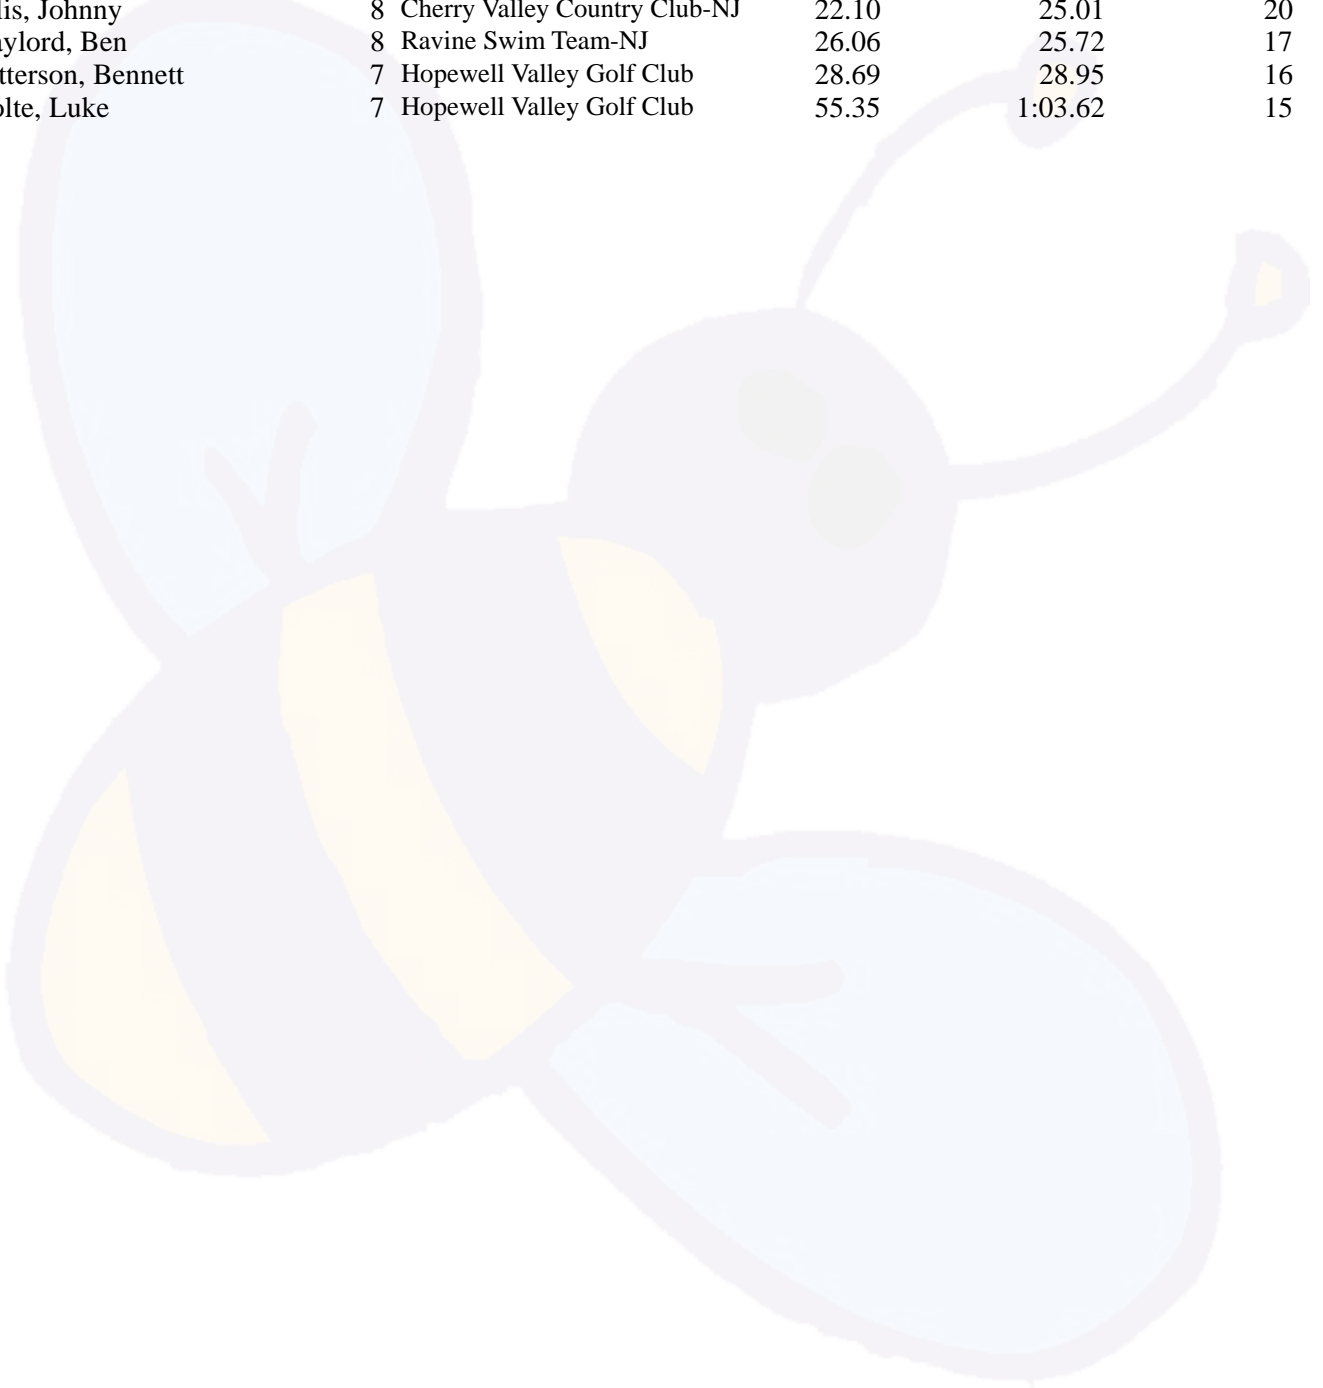 lis, Johnny 8 Cherry Valley Country Club-NJ 22.10 25.01 20
aylord, Ben 8 Ravine Swim Team-NJ 26.06 25.72 17
tterson, Bennett 7 Hopewell Valley Golf Club 28.69 28.95 16
olte, Luke 7 Hopewell Valley Golf Club 55.35 1:03.62 15